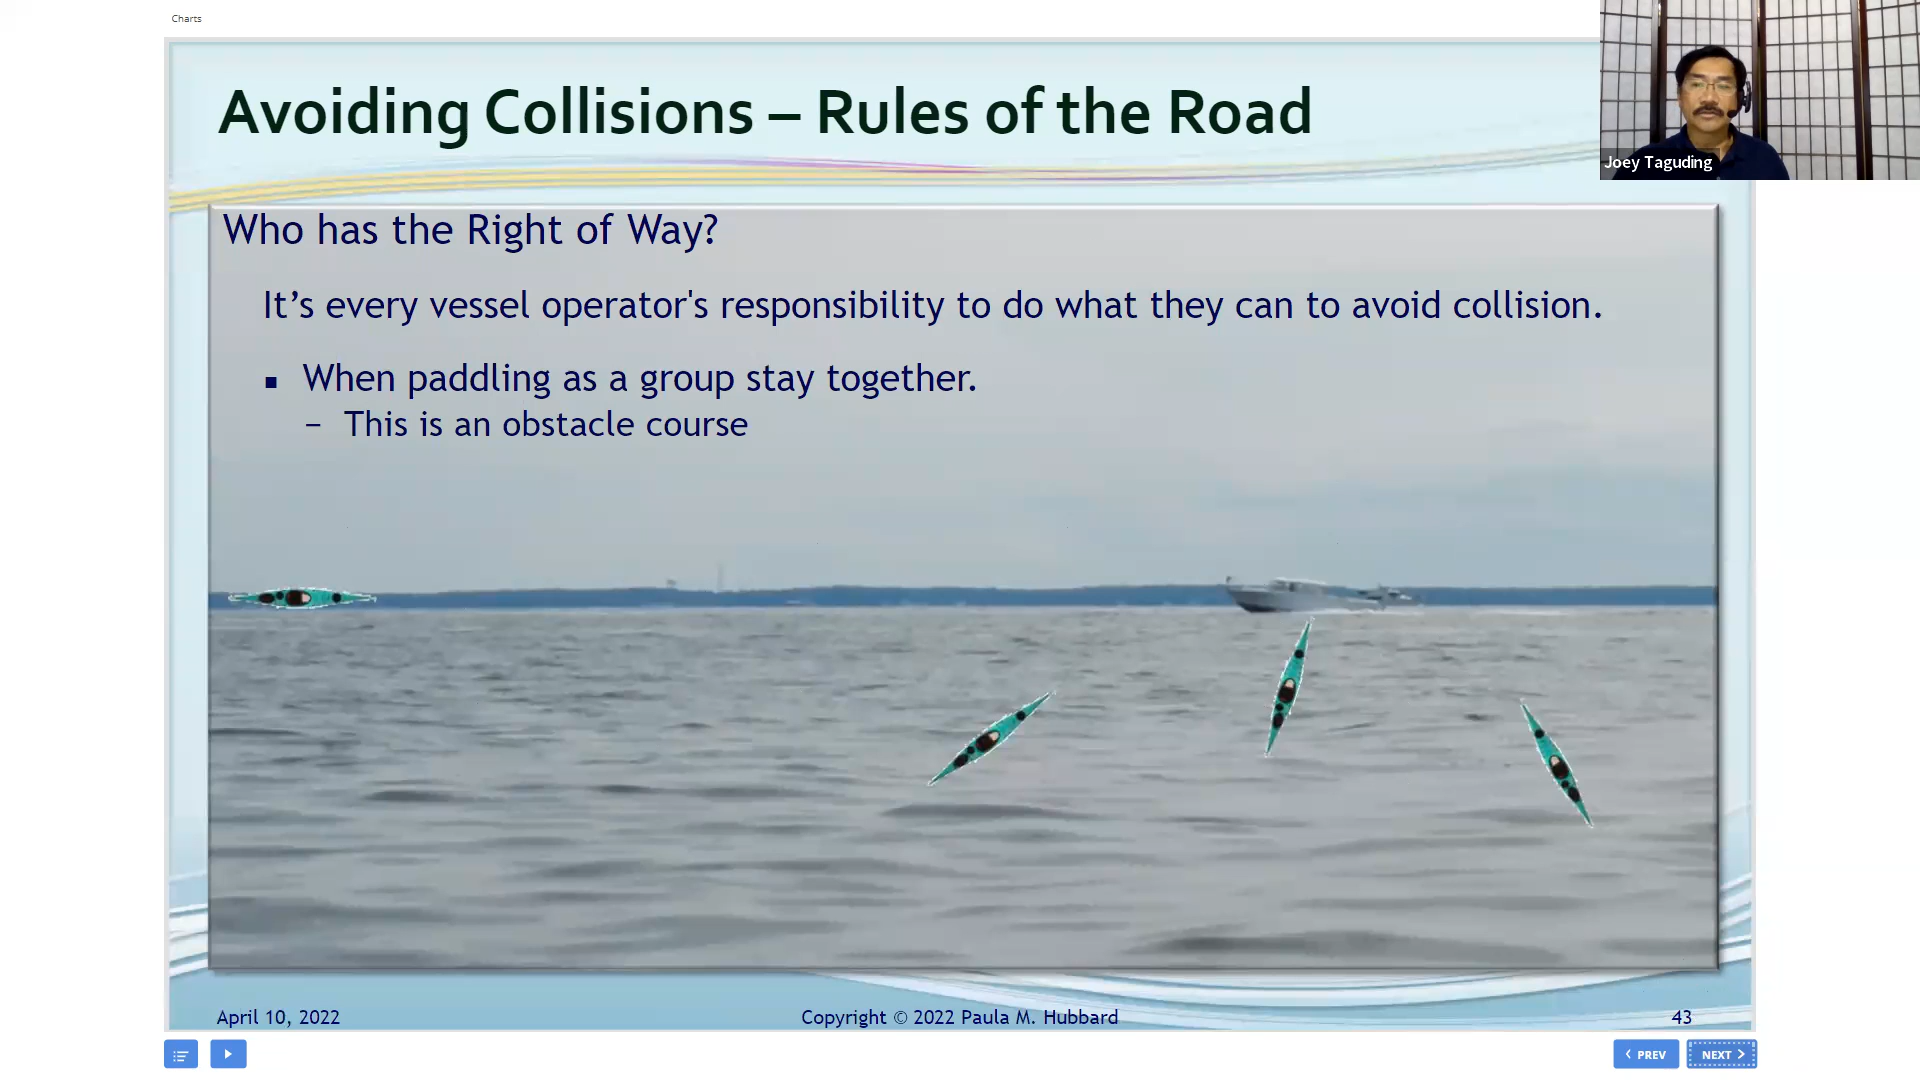 Charts
Avoiding Collisions – Rules of the Road
Joey Taguding
Who has the Right of Way?
It’s every vessel operator's responsibility to do what they can to avoid collision.
▪ When paddling as a group stay together.
– This is an obstacle course
April 10, 2022
Copyright © 2022 Paula M. Hubbard
43
PREV
NEXT